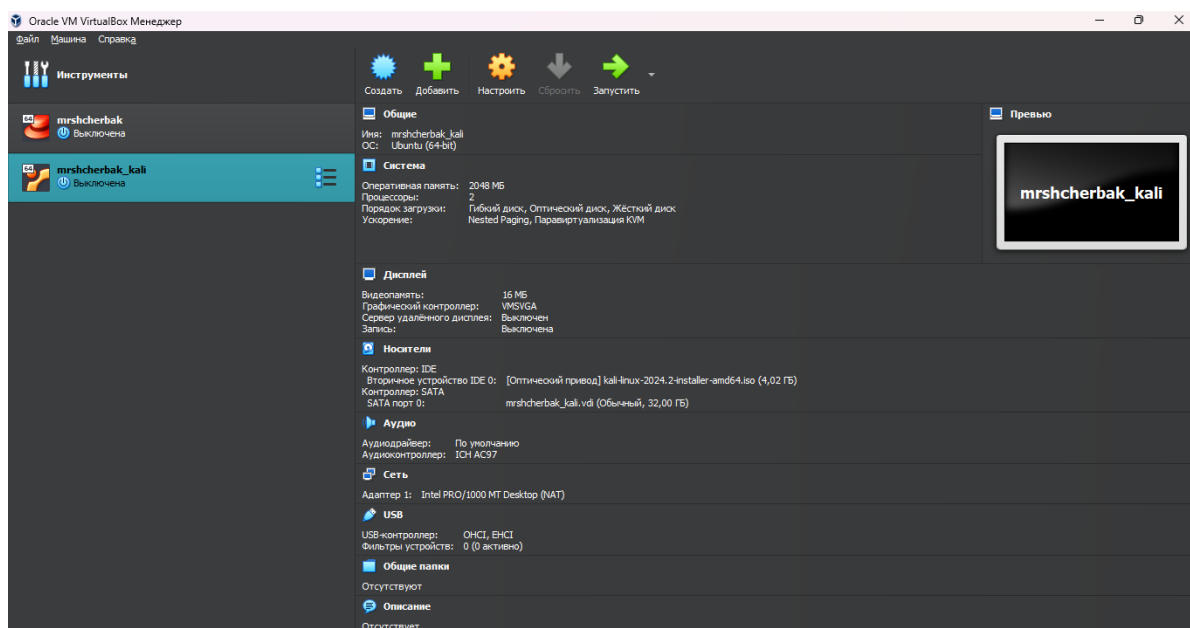 Oracle VM VirtualBox Менеджер
Файл Машина Справка
Инструменты
Создать Добавить Настроить Сбросить Запустить
64 mrshcherbak
Выключена
64 mrshcherbak_kali
Выключена
Общие
Имя: mrshcherbak_kali
ОС: Ubuntu (64-bit)
Система
Оперативная память: 2048 МБ
Процессоры: 2
Порядок загрузки: Гибкий диск, Оптический диск, Жёсткий диск
Ускорение: Nested Paging, Паравиртуализация KVM
Превью
mrshcherbak_kali
Дисплей
Видеопамять: 16 МБ
Графический контроллер: VMSVGA
Сервер удалённого дисплея: Выключен
Запись: Выключена
Носители
Контроллер: IDE
Вторичное устройство IDE 0: [Оптический привод] kali-linux-2024.2-installer-amd64.iso (4,02 ГБ)
Контроллер: SATA
SATA порт 0: mrshcherbak_kali.vdi (Обычный, 32,00 ГБ)
Аудио
Аудиодрайвер: По умолчанию
Аудиоконтроллер: ICH AC97
Сеть
Адаптер 1: Intel PRO/1000 MT Desktop (NAT)
USB
USB-контроллер: OHCI, EHCI
Фильтры устройств: 0 (0 активно)
Общие папки
Отсутствуют
Описание
Отсутствует